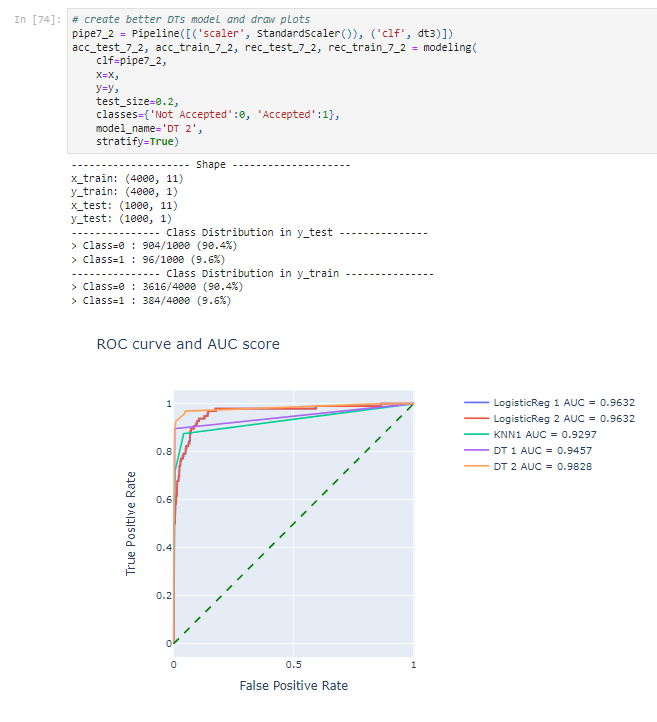 In [74]:
# create better DTs model and draw plots
pipe7_2 = Pipeline([('scaler', StandardScaler()), ('clf', dt3)])
acc_test_7_2, acc_train_7_2, rec_test_7_2, rec_train_7_2 = modeling(
    clf=pipe7_2,
    x=x,
    y=y,
    test_size=0.2,
    classes={'Not Accepted':0, 'Accepted':1},
    model_name='DT 2',
    stratify=True)
-------------------- Shape --------------------
x_train: (4000, 11)
y_train: (4000, 1)
x_test: (1000, 11)
y_test: (1000, 1)
--------------- Class Distribution in y_test ---------------
> Class=0 : 904/1000 (90.4%)
> Class=1 : 96/1000 (9.6%)
--------------- Class Distribution in y_train ---------------
> Class=0 : 3616/4000 (90.4%)
> Class=1 : 384/4000 (9.6%)
ROC curve and AUC score
LogisticReg 1 AUC = 0.9632
LogisticReg 2 AUC = 0.9632
KNN1 AUC = 0.9297
DT 1 AUC = 0.9457
DT 2 AUC = 0.9828
1
0.8
0.6
0.4
0.2
0
True Positive Rate
0
0.5
1
False Positive Rate